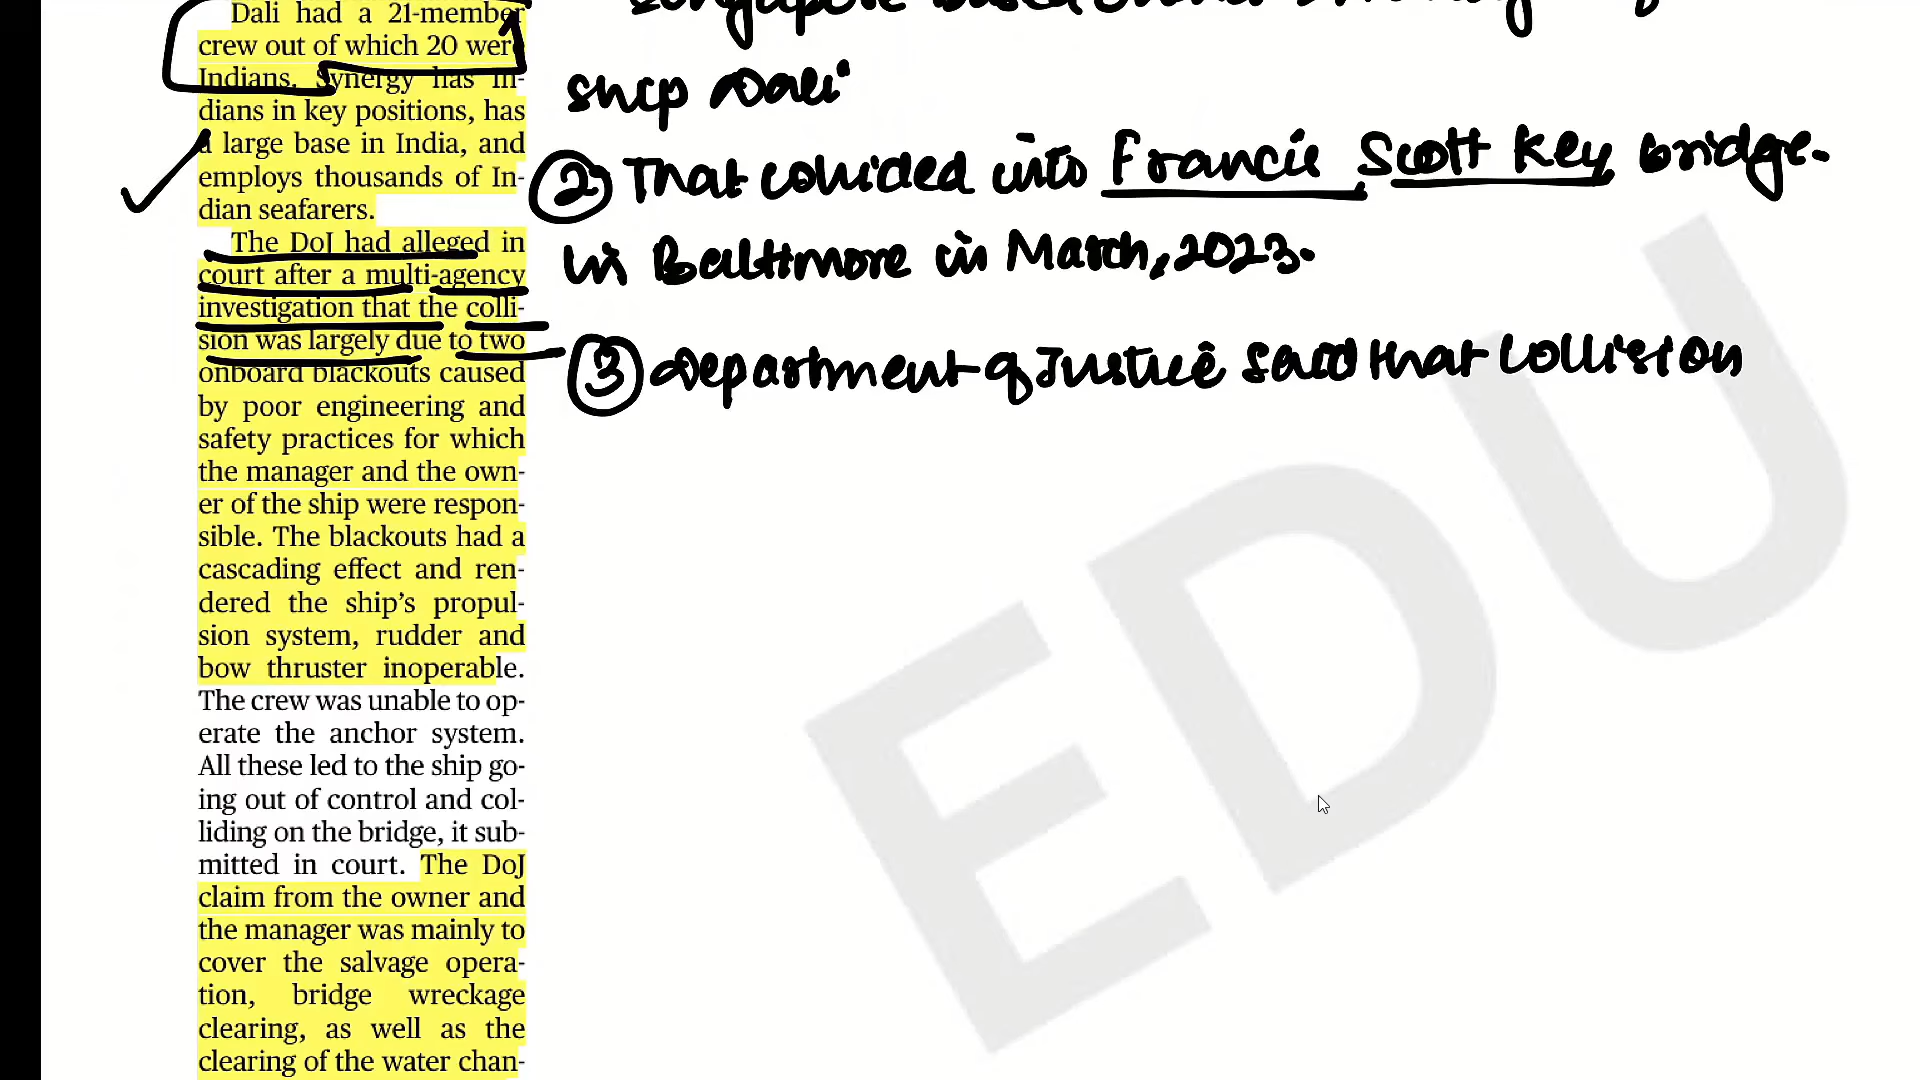 Dali had a 21-member
crew out of which 20 were
Indians. Synergy has In-
dians in key positions, has
a large base in India, and
employs thousands of In-
dian seafarers.
The DoJ had alleged in
court after a multi-agency
investigation that the colli-
sion was largely due to two
onboard blackouts caused
by poor engineering and
safety practices for which
the manager and the own-
er of the ship were respon-
sible. The blackouts had a
cascading effect and ren-
dered the ship's propul-
sion system, rudder and
bow thruster inoperable.
The crew was unable to op-
erate the anchor system.
All these led to the ship go-
ing out of control and col-
liding on the bridge, it sub-
mitted in court. The DoJ
claim from the owner and
the manager was mainly to
cover the salvage opera-
tion, bridge wreckage
clearing, as well as the
clearing of the water chan-
Singapore based owner
ship Dali
② That collided into Francis Scott Key bridge.
in Baltimore in March, 2023.
③ Department of Justice said that collision
EDU